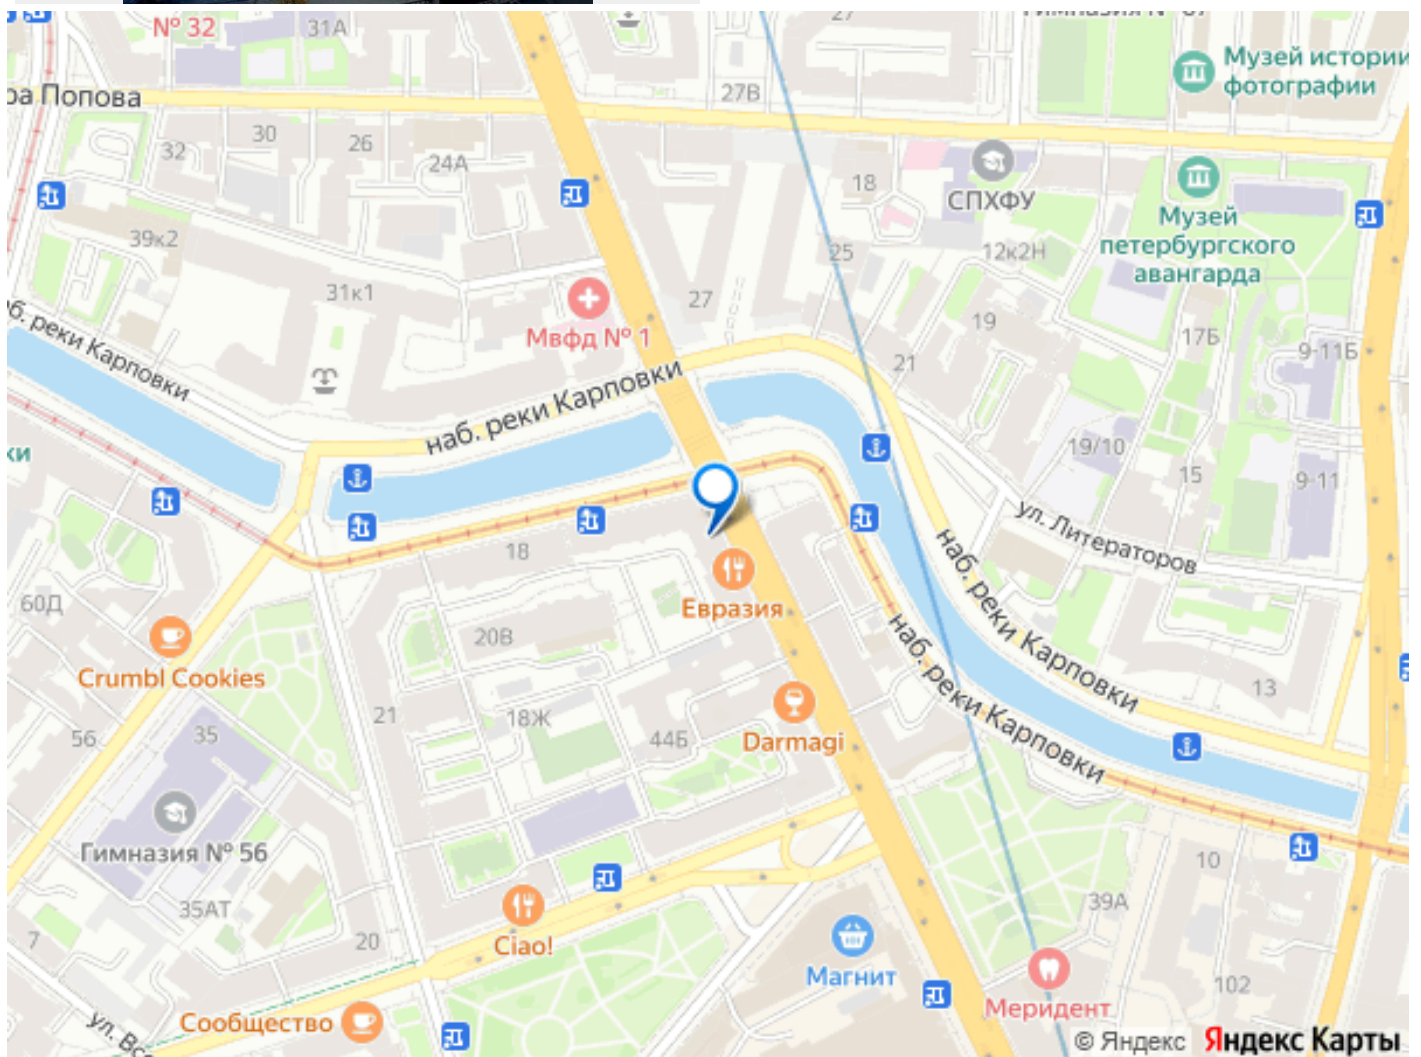 № 32
31А
27
Музей истории
фотографии
ра Попова
27В
30
26
32
24А
18
СПХФУ
Музей
петербургского
авангарда
39к2
25
12к2Н
31к1
27
Мвфд № 1
19
17Б
9-11Б
21
наб. реки Карповки
б. реки Карповки
ки
19/10
15
9-11
ул. Литераторов
18
Евразия
наб. реки Карповки
наб. реки Карповки
60Д
20В
Crumbl Cookies
13
21
18Ж
44Б
Darmagi
56
35
Гимназия № 56
10
35АТ
39А
7
20
Ciao!
Магнит
102
Меридент
Сообщество
ул. Все
© Яндекс Яндекс Карты